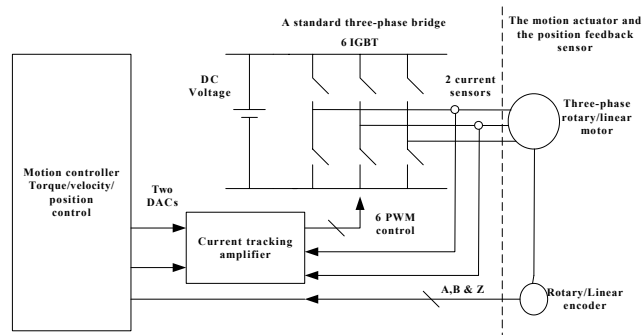 A standard three-phase bridge
6 IGBT
The motion actuator
and the position feedback
sensor
DC
Voltage
2 current
sensors
Three-phase
rotary/linear
motor
Motion controller
Torque/velocity/
position
control
Two
DACs
6 PWM
control
Current tracking
amplifier
A,B & Z
Rotary/Linear
encoder